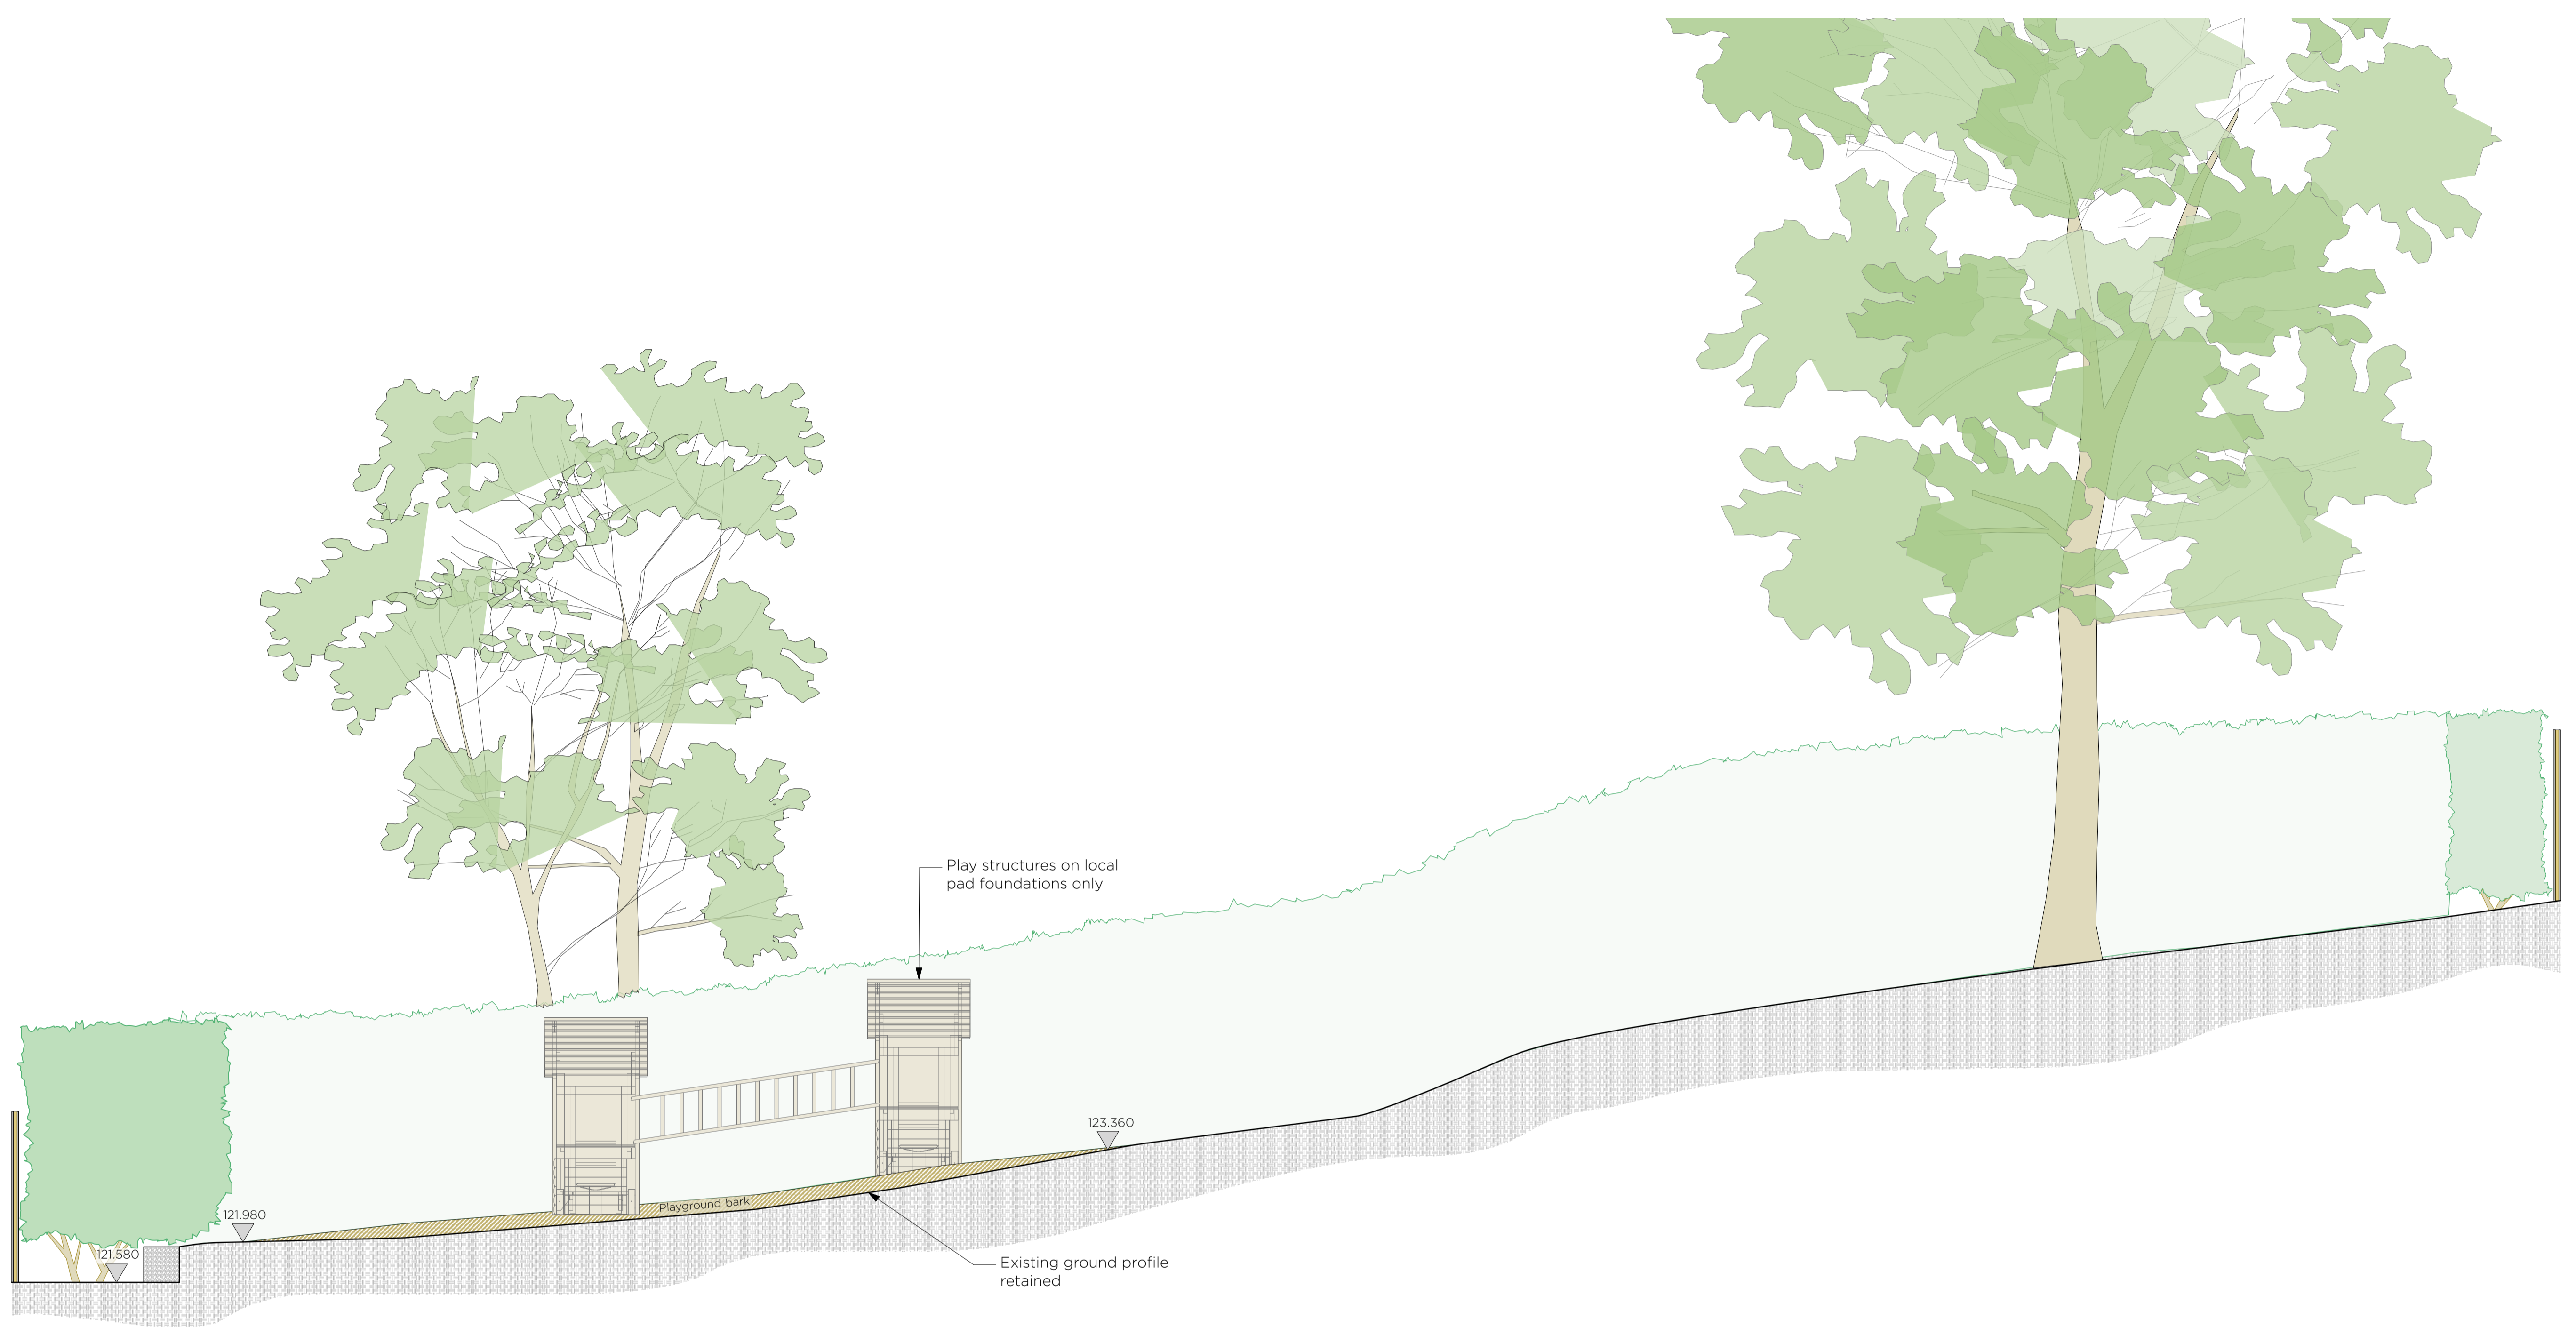 Play structures on local
pad foundations only
123.360
Playground bark
121.980
121.580
Existing ground profile
retained